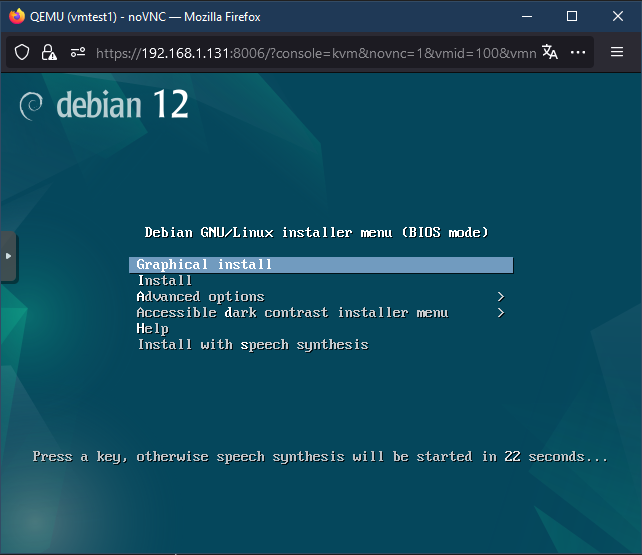 QEMU (vmtest1) - noVNC — Mozilla Firefox
https://192.168.1.131:8006/?console=kvm&novnc=1&vmid=100&vmn
debian 12
Debian GNU/Linux installer menu (BIOS mode)
Graphical install
Install
Advanced options >
Accessible dark contrast installer menu >
Help
Install with speech synthesis
Press a key, otherwise speech synthesis will be started in 22 seconds...